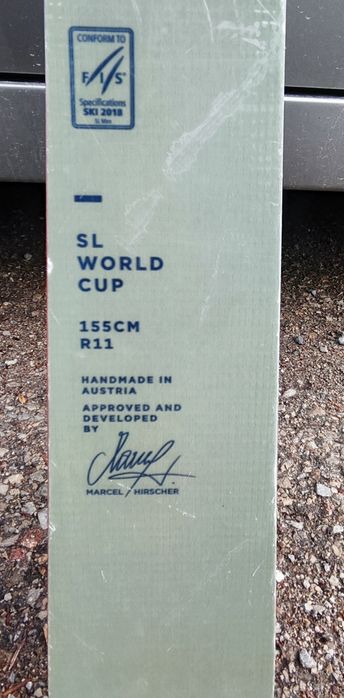 CONFORM TO
FIS
Specifications
SKI 2018
SL Men
SL
WORLD
CUP
155CM
R11
HANDMADE IN
AUSTRIA
APPROVED AND
DEVELOPED
BY
MARCEL HIRSCHER